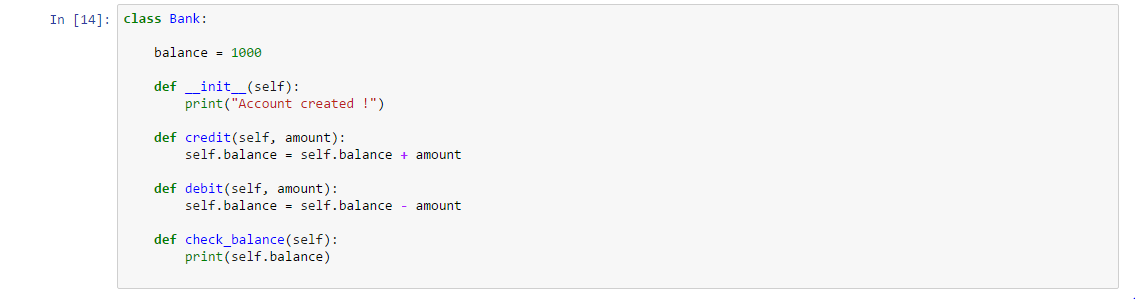 In [14]: class Bank:
balance = 1000
def __init__(self):
print("Account created !")
def credit(self, amount):
self.balance = self.balance + amount
def debit(self, amount):
self.balance = self.balance - amount
def check_balance(self):
print(self.balance)